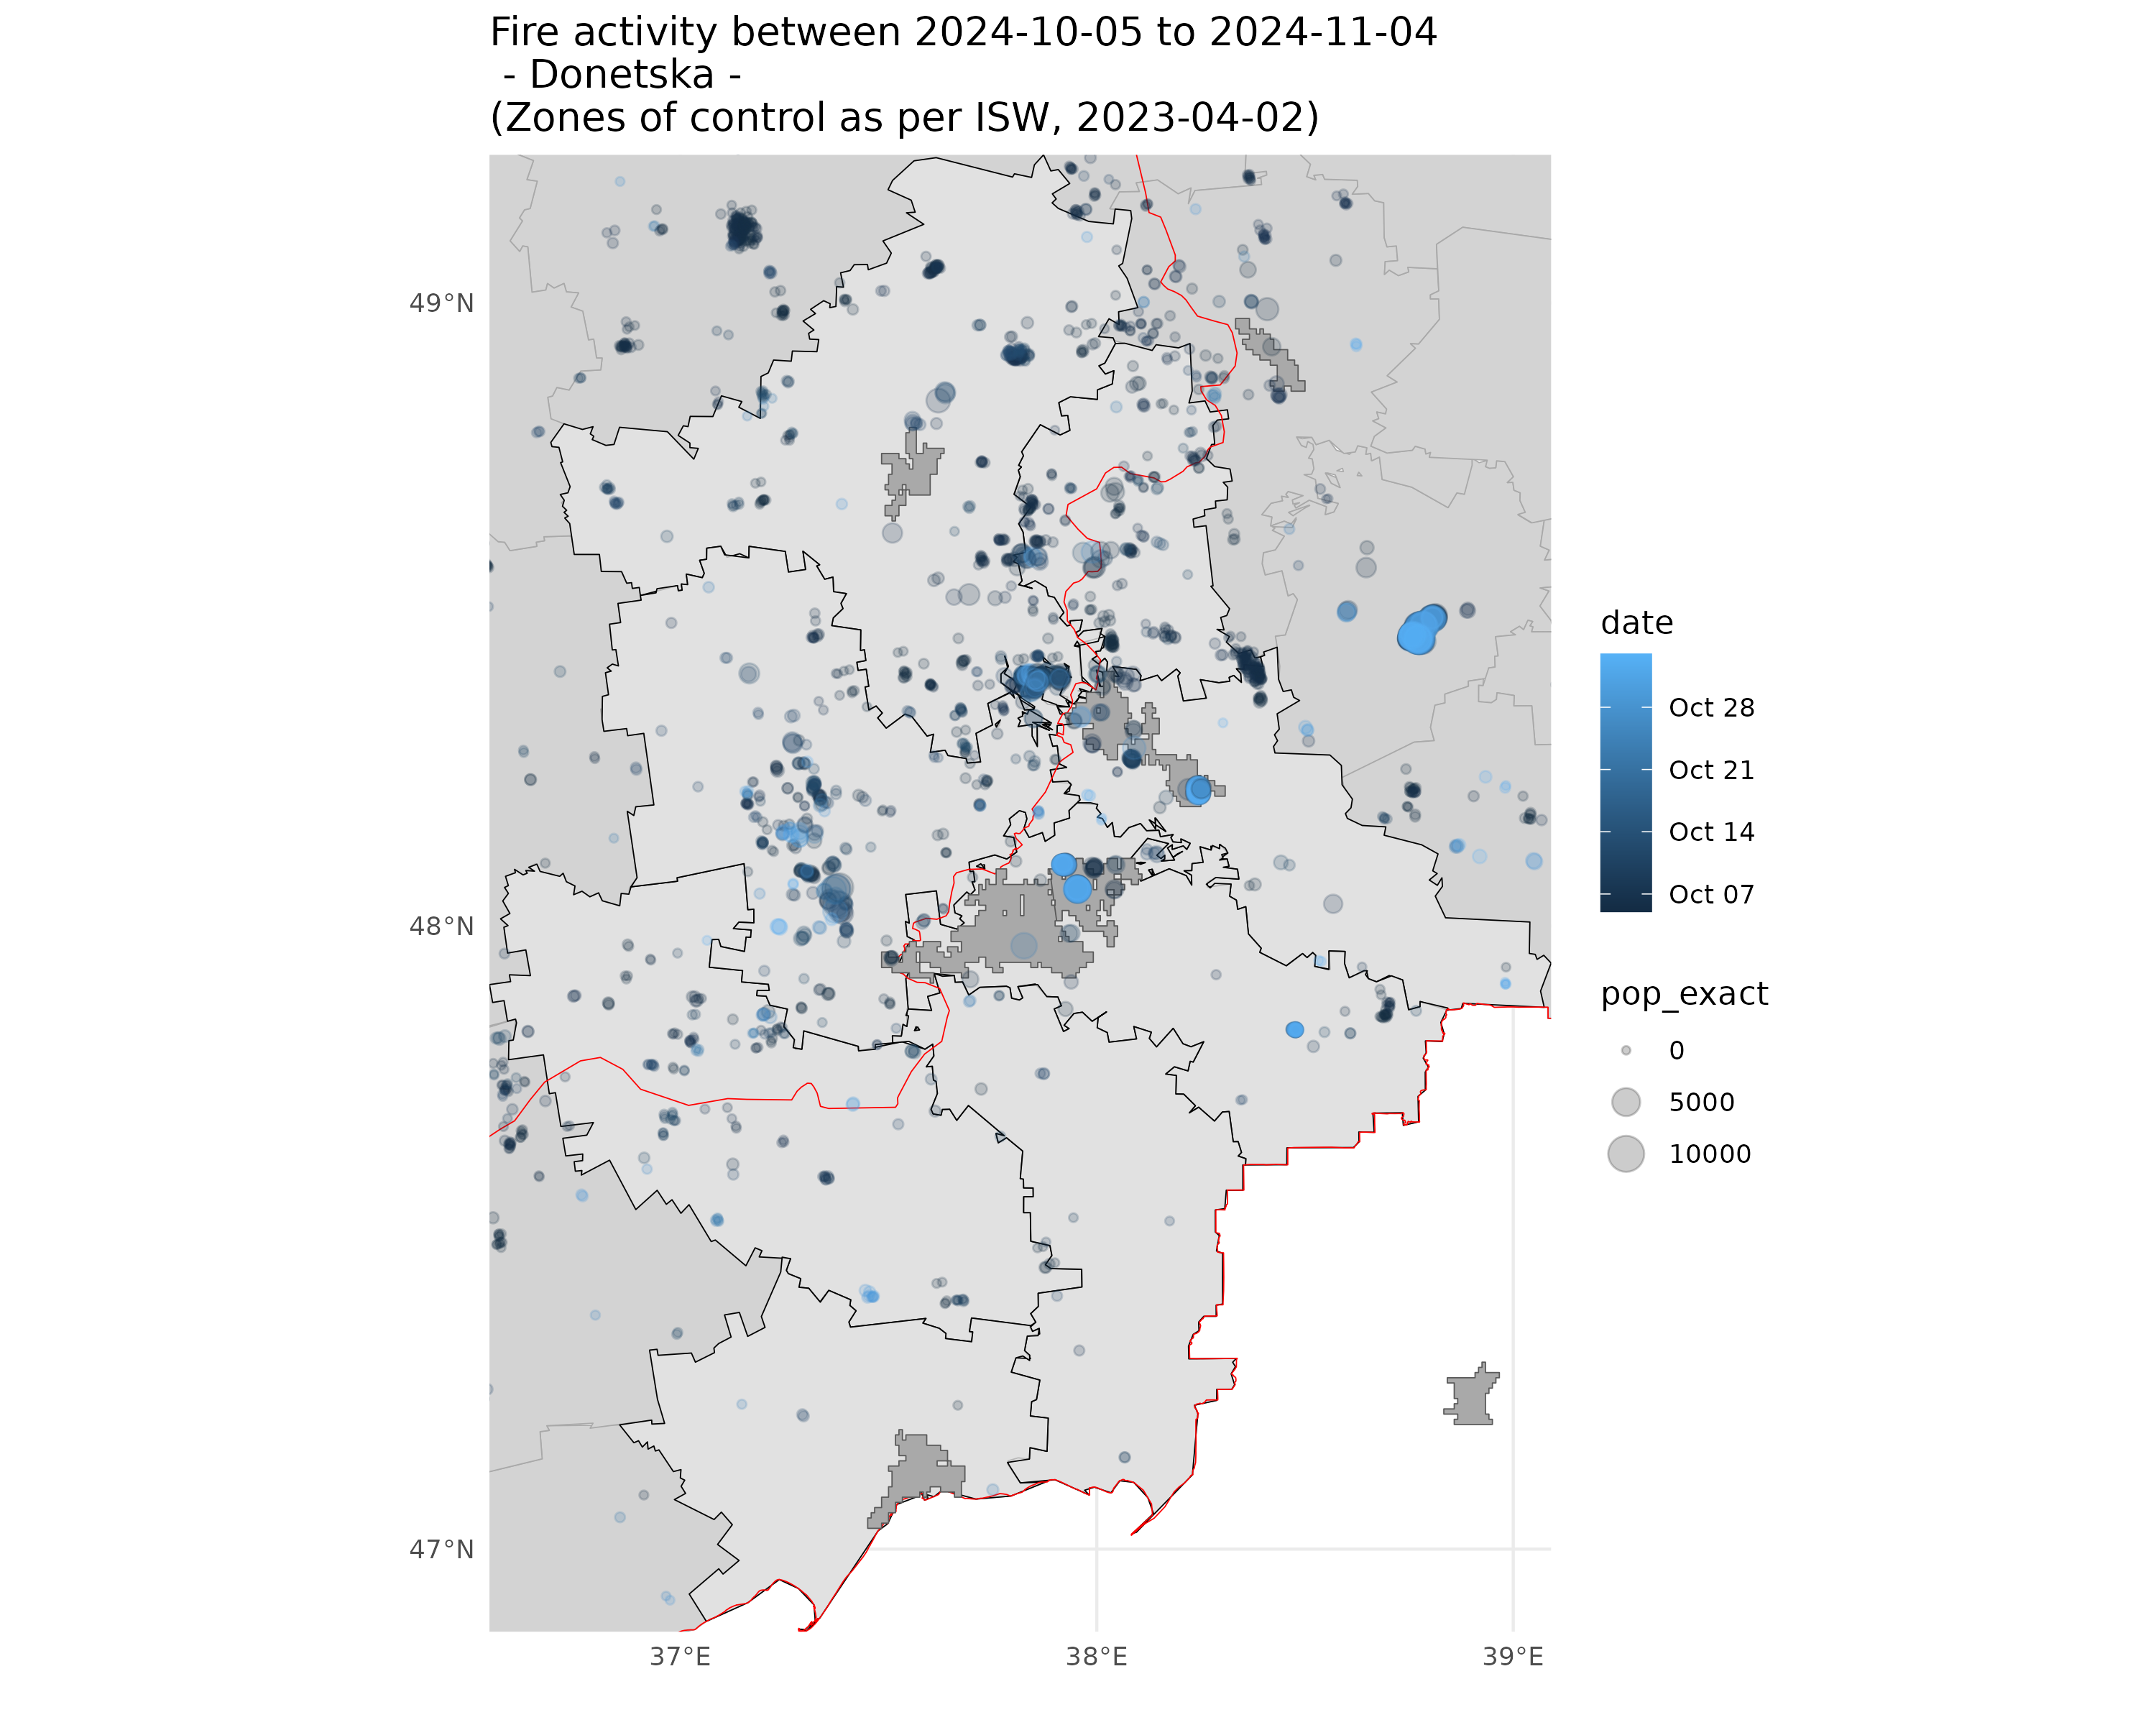 Fire activity between 2024-10-05 to 2024-11-04
- Donetska -
(Zones of control as per ISW, 2023-04-02)
49°N
48°N
47°N
37°E
38°E
39°E
date
Oct 28
Oct 21
Oct 14
Oct 07
pop_exact
0
5000
10000